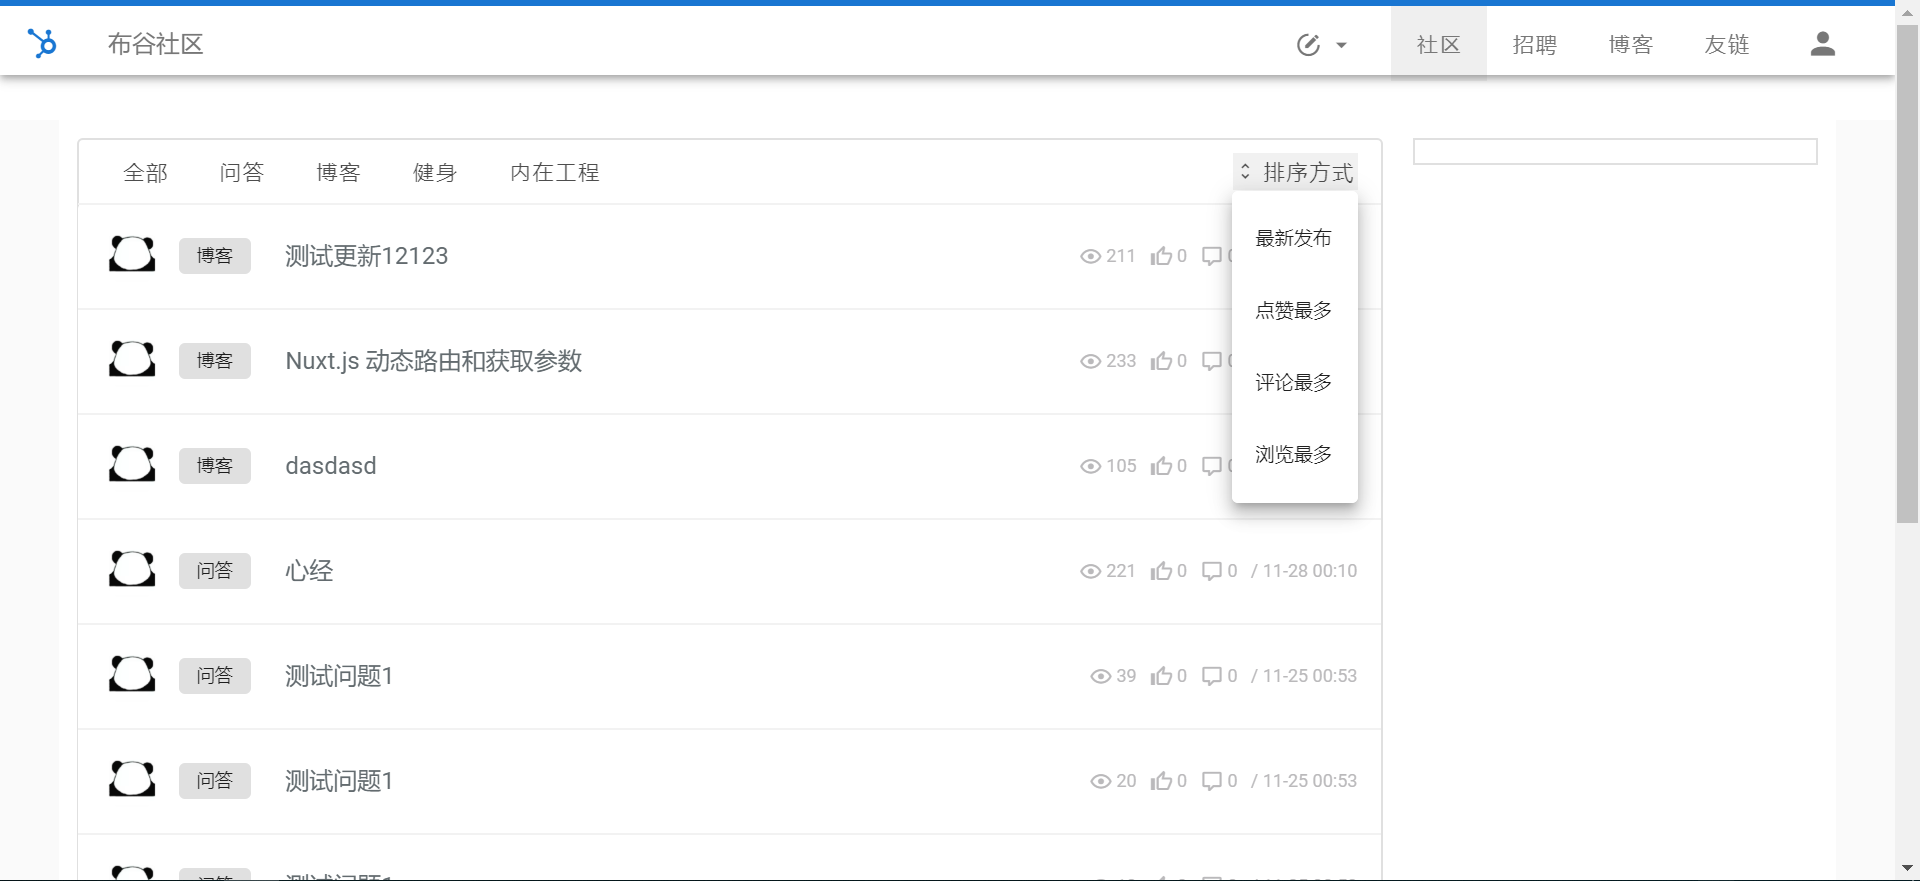 布谷社区
社区 招聘 博客 友链
全部 问答 博客 健身 内在工程 排序方式
最新发布
点赞最多
评论最多
浏览最多
博客 测试更新12123 211 0
博客 Nuxt.js 动态路由和获取参数 233 0
博客 dasdasd 105 0
问答 心经 221 0 0 / 11-28 00:10
问答 测试问题1 39 0 0 / 11-25 00:53
问答 测试问题1 20 0 0 / 11-25 00:53